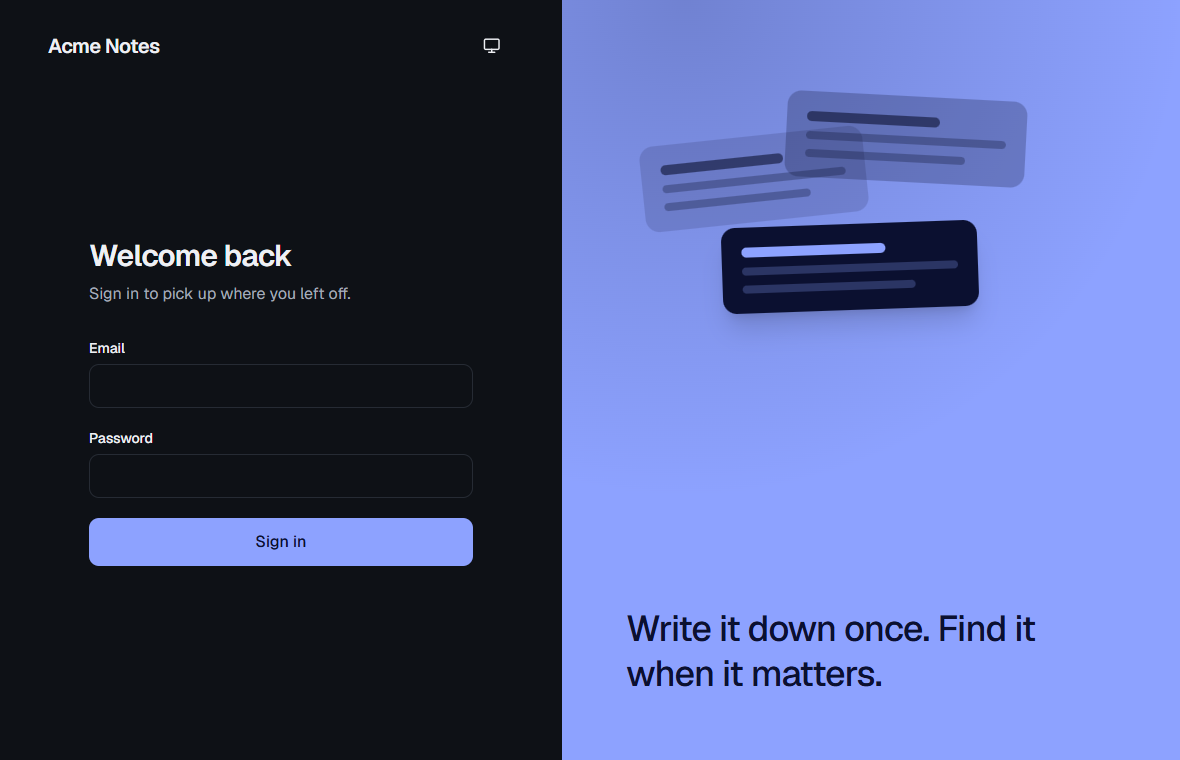 Acme Notes
Welcome back
Sign in to pick up where you left off.
Email
Password
Sign in
Write it down once. Find it
when it matters.